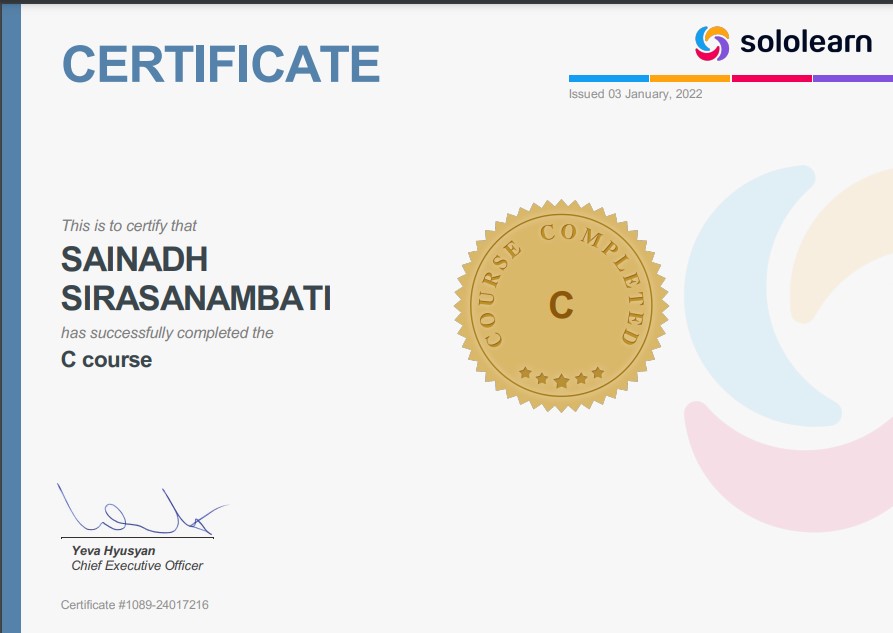 CERTIFICATE
sololearn
Issued 03 January, 2022
This is to certify that
SAINADH
SIRASANAMBATI
has successfully completed the
C course
COURSE COMPLETED
C
Yeva Hyusyan
Chief Executive Officer
Certificate #1089-24017216